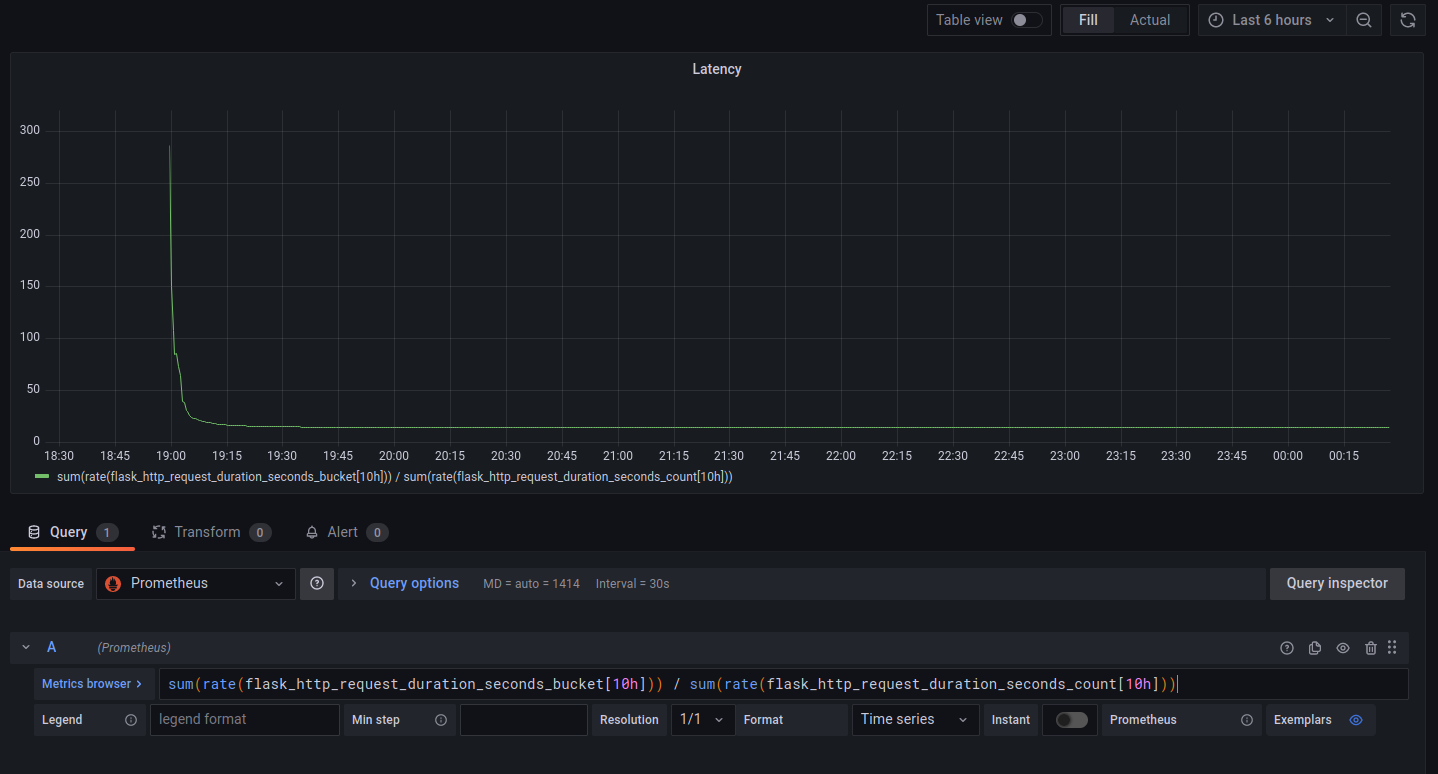 Table view Fill Actual Last 6 hours
Latency
300
250
200
150
100
50
0
18:30 18:45 19:00 19:15 19:30 19:45 20:00 20:15 20:30 20:45 21:00 21:15 21:30 21:45 22:00 22:15 22:30 22:45 23:00 23:15 23:30 23:45 00:00 00:15
sum(rate(flask_http_request_duration_seconds_bucket[10h])) / sum(rate(flask_http_request_duration_seconds_count[10h]))
Query 1 Transform 0 Alert 0
Data source Prometheus Query options MD = auto = 1414 Interval = 30s Query inspector
A (Prometheus)
Metrics browser sum(rate(flask_http_request_duration_seconds_bucket[10h])) / sum(rate(flask_http_request_duration_seconds_count[10h]))
Legend legend format Min step Resolution 1/1 Format Time series Instant Prometheus Exemplars